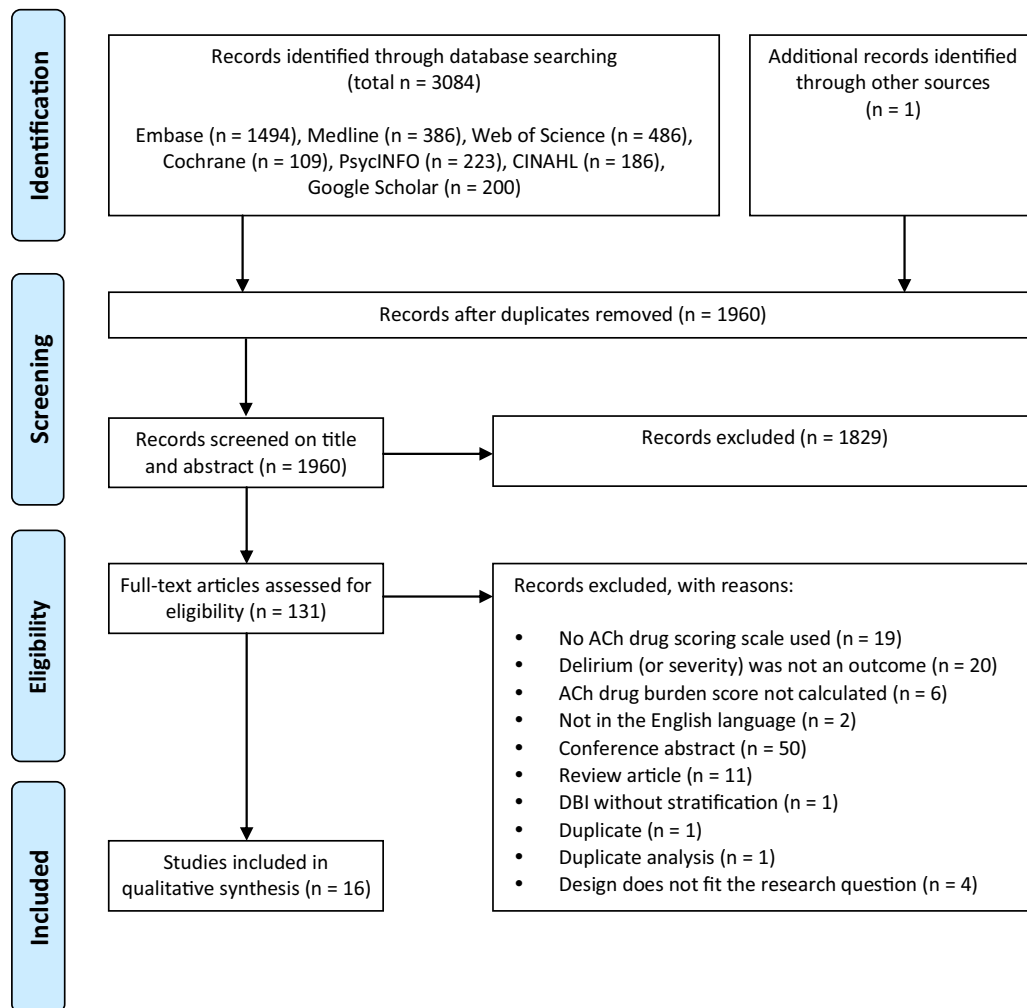 Identification
Records identified through database searching
(total n = 3084)
Embase (n = 1494), Medline (n = 386), Web of Science (n = 486),
Cochrane (n = 109), PsycINFO (n = 223), CINAHL (n = 186),
Google Scholar (n = 200)
Additional records identified
through other sources
(n = 1)
Screening
Records after duplicates removed (n = 1960)
Records screened on title
and abstract (n = 1960)
Records excluded (n = 1829)
Eligibility
Full-text articles assessed for
eligibility (n = 131)
Records excluded, with reasons:
• No ACh drug scoring scale used (n = 19)
• Delirium (or severity) was not an outcome (n = 20)
• ACh drug burden score not calculated (n = 6)
• Not in the English language (n = 2)
• Conference abstract (n = 50)
• Review article (n = 11)
• DBI without stratification (n = 1)
• Duplicate (n = 1)
• Duplicate analysis (n = 1)
• Design does not fit the research question (n = 4)
Included
Studies included in
qualitative synthesis (n = 16)